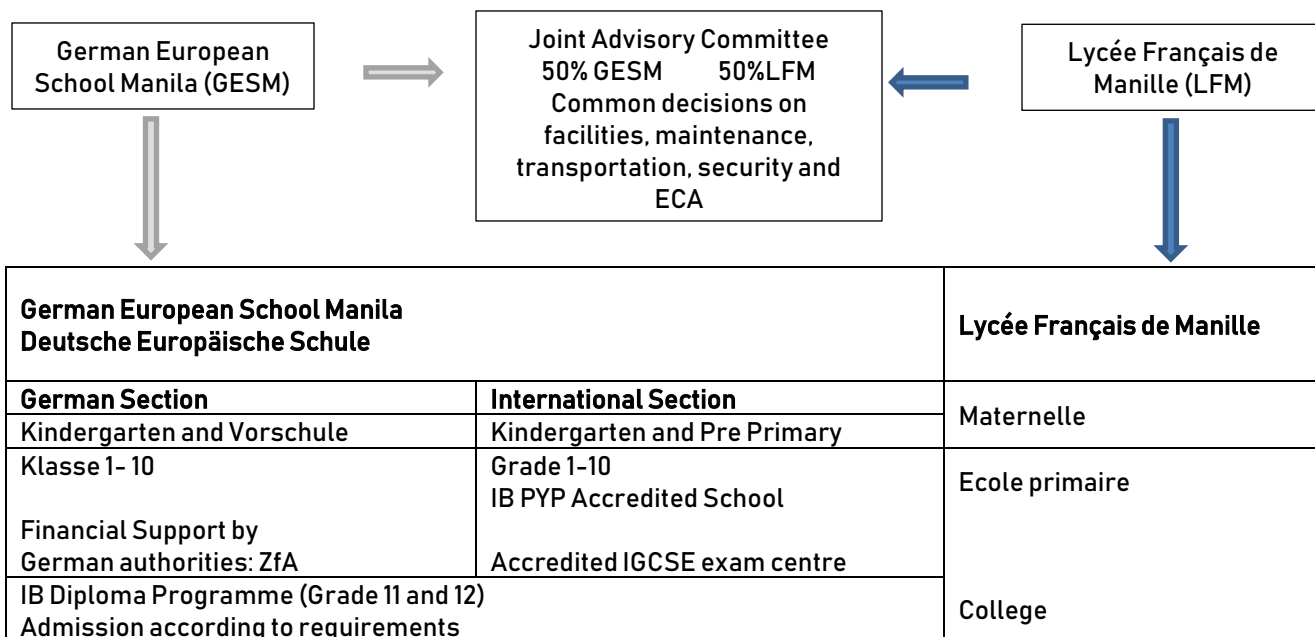 German European
School Manila (GESM)
Joint Advisory Committee
50% GESM 50%LFM
Common decisions on
facilities, maintenance,
transportation, security and
ECA
Lycée Français de
Manille (LFM)
German European School Manila
Deutsche Europäische Schule
Lycée Français de Manille
German Section
International Section
Maternelle
Kindergarten and Vorschule
Kindergarten and Pre Primary
Klasse 1- 10
Financial Support by
German authorities: ZfA
Grade 1-10
IB PYP Accredited School
Accredited IGCSE exam centre
Ecole primaire
College
IB Diploma Programme (Grade 11 and 12)
Admission according to requirements